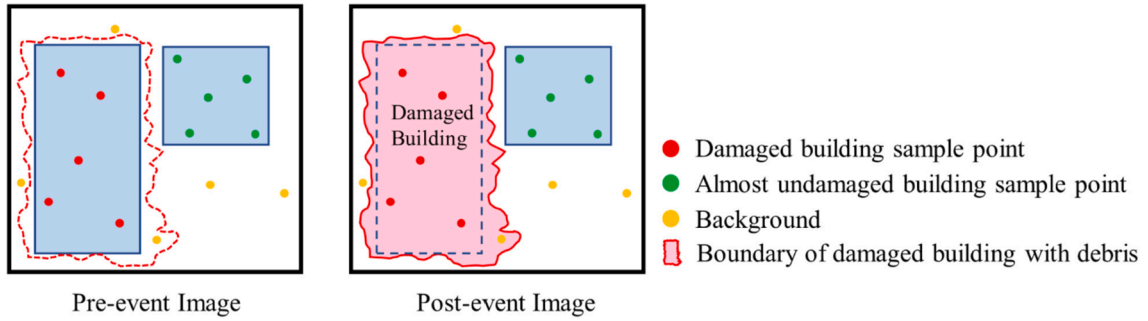 Damaged
Building
Damaged building sample point
Almost undamaged building sample point
Background
Boundary of damaged building with debris
Pre-event Image
Post-event Image